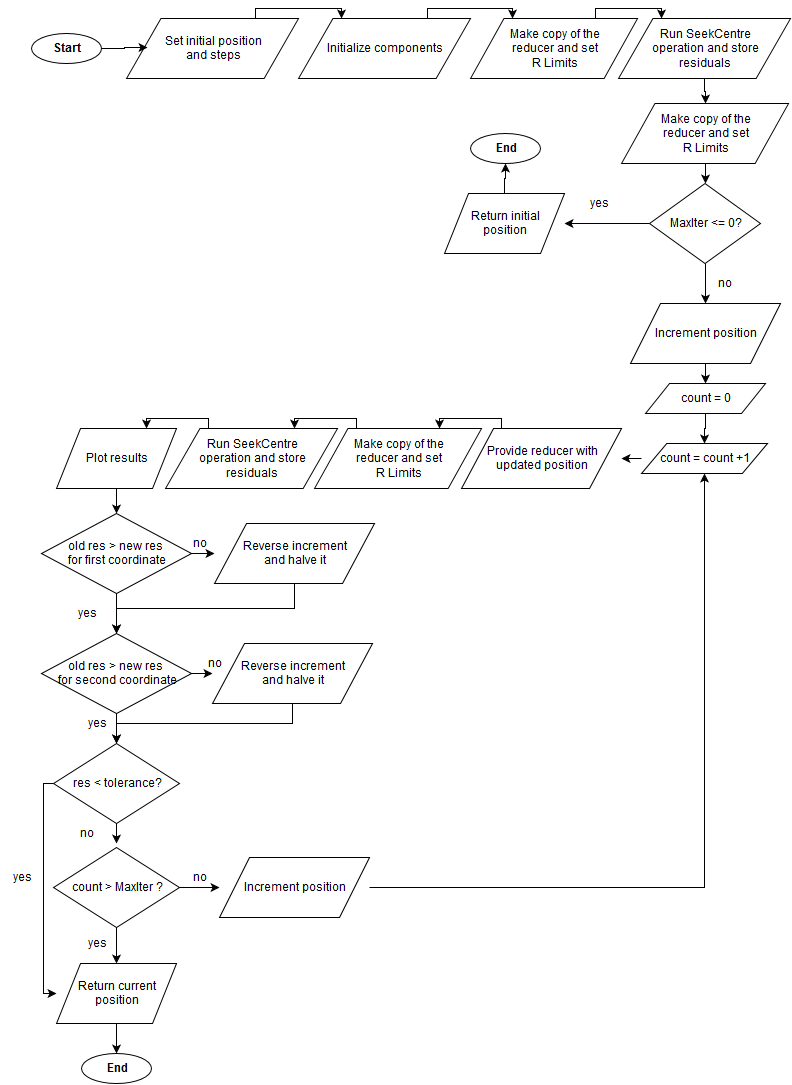 Start
Set initial position
and steps
Initialize components
Make copy of the
reducer and set
R Limits
Run SeekCentre
operation and store
residuals
Make copy of the
reducer and set
R Limits
End
Return initial
position
yes
MaxIter <= 0?
no
Increment position
count = 0
count = count +1
Provide reducer with
updated position
Make copy of the
reducer and set
R Limits
Run SeekCentre
operation and store
residuals
Plot results
old res > new res
for first coordinate
no
Reverse increment
and halve it
yes
old res > new res
for second coordinate
no
Reverse increment
and halve it
yes
res < tolerance?
no
yes
count > MaxIter ?
no
Increment position
yes
Return current
position
End